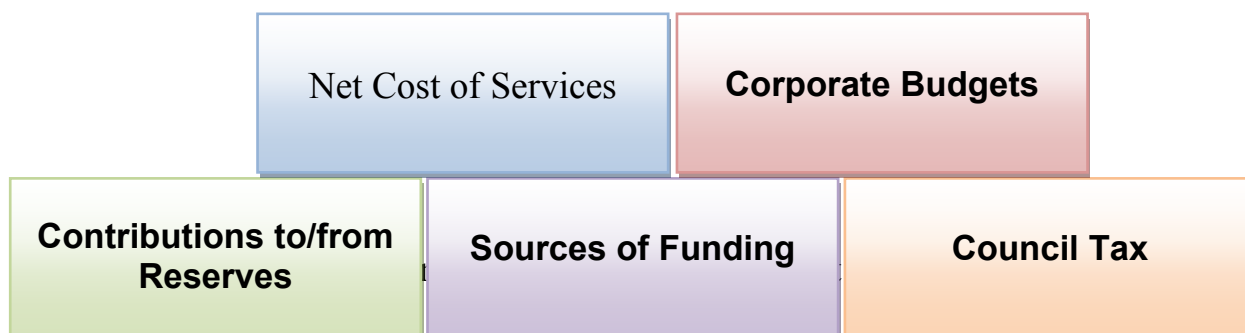 Net Cost of Services
Corporate Budgets
Contributions to/from
Reserves
Sources of Funding
Council Tax